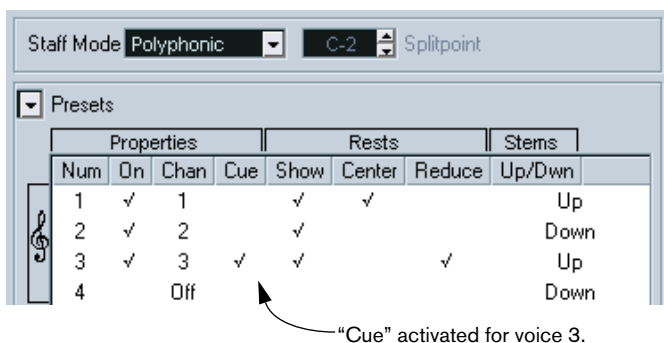 Staff Mode Polyphonic C-2 Splitpoint
Presets
Properties Rests Stems
Num On Chan Cue Show Center Reduce Up/Dwn
1 √ 1 √ √ Up
2 √ 2 √ Down
3 √ 3 √ √ √ Up
4 Off Down
“Cue” activated for voice 3.